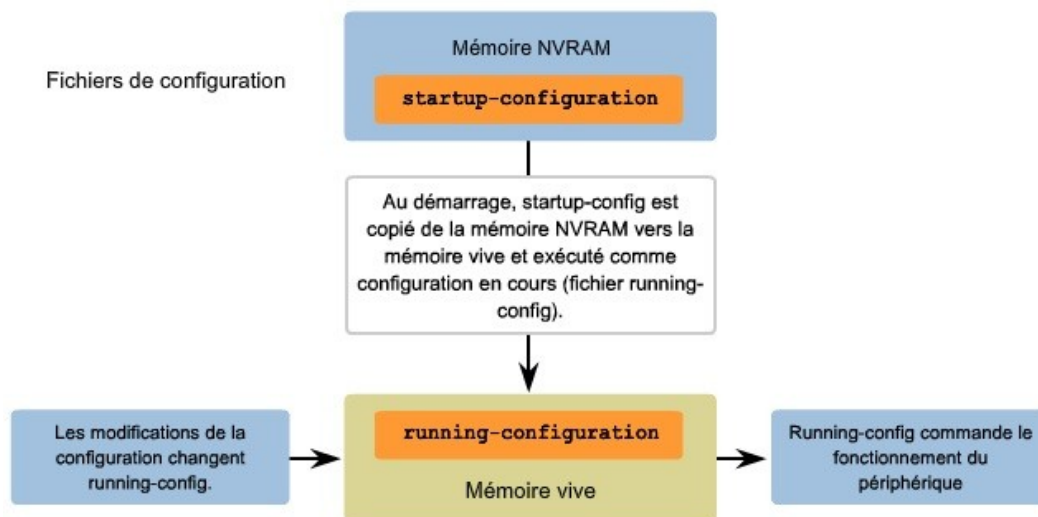 Fichiers de configuration
Mémoire NVRAM
startup-configuration
Au démarrage, startup-config est
copié de la mémoire NVRAM vers la
mémoire vive et exécuté comme
configuration en cours (fichier running-
config).
Les modifications de la
configuration changent
running-config.
running-configuration
Mémoire vive
Running-config commande le
fonctionnement du
périphérique